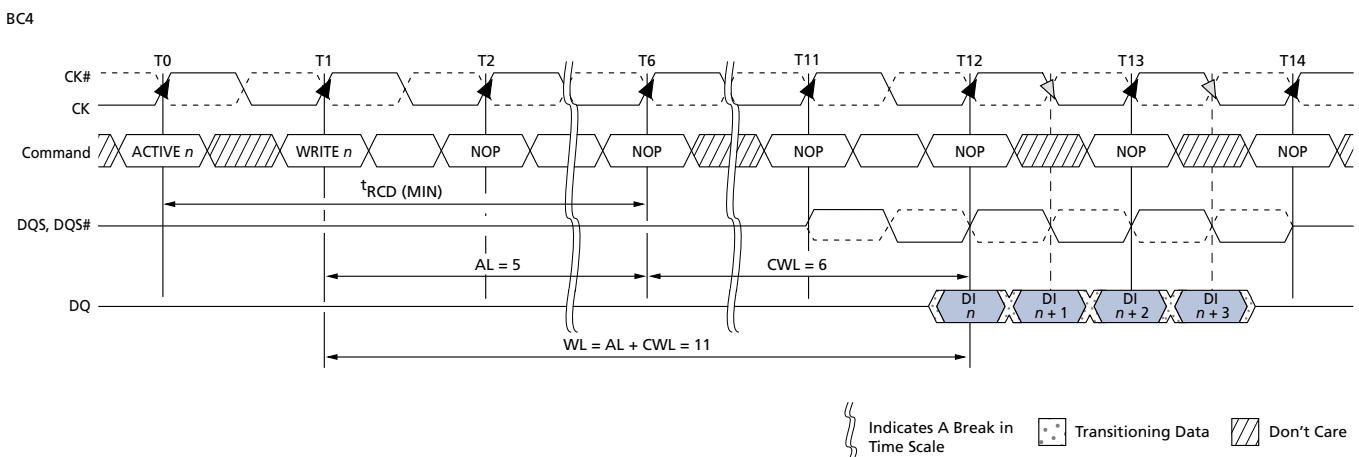 BC4
T0 T1 T2 T6 T11 T12 T13 T14
CK#
CK
Command ACTIVE n WRITE n NOP NOP NOP NOP NOP NOP
tRCD (MIN)
DQS, DQS#
AL = 5 CWL = 6
DQ DI n DI n + 1 DI n + 2 DI n + 3
WL = AL + CWL = 11
Indicates A Break in
Time Scale
Transitioning Data
Don't Care